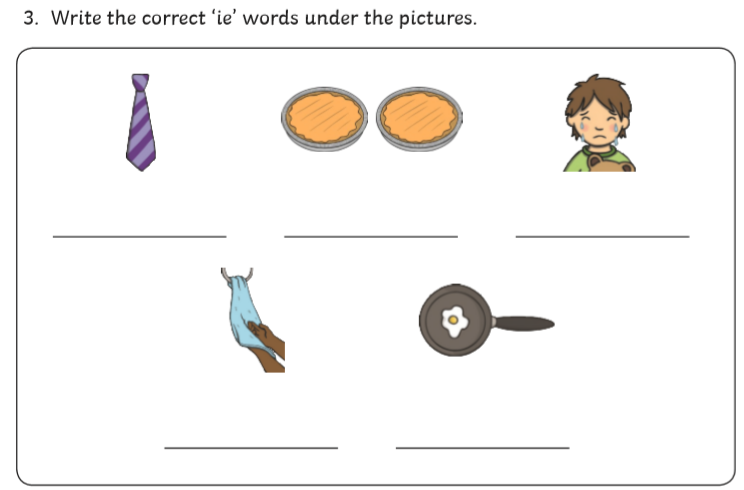 3. Write the correct ‘ie’ words under the pictures.